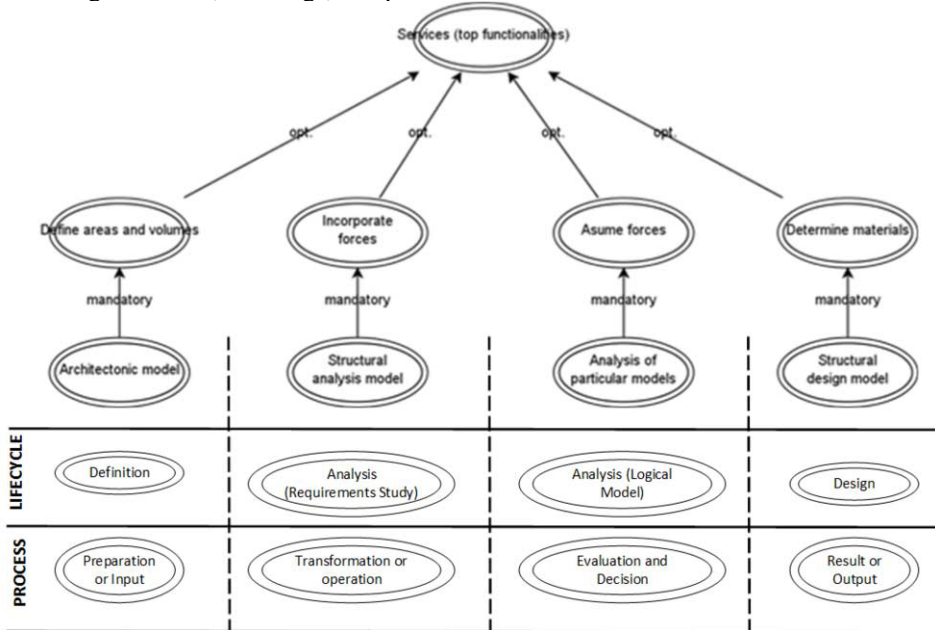 Services (top functionalities)
opt.
opt.
opt.
opt.
Define areas and volumes
Incorporate
forces
Asume forces
Determine materials
mandatory
mandatory
mandatory
mandatory
Architectonic model
Structural
analysis model
Analysis of
particular models
Structural
design model
LIFECYCLE
Definition
Analysis
(Requirements Study)
Analysis (Logical
Model)
Design
PROCESS
Preparation
or Input
Transformation or
operation
Evaluation and
Decision
Result or
Output